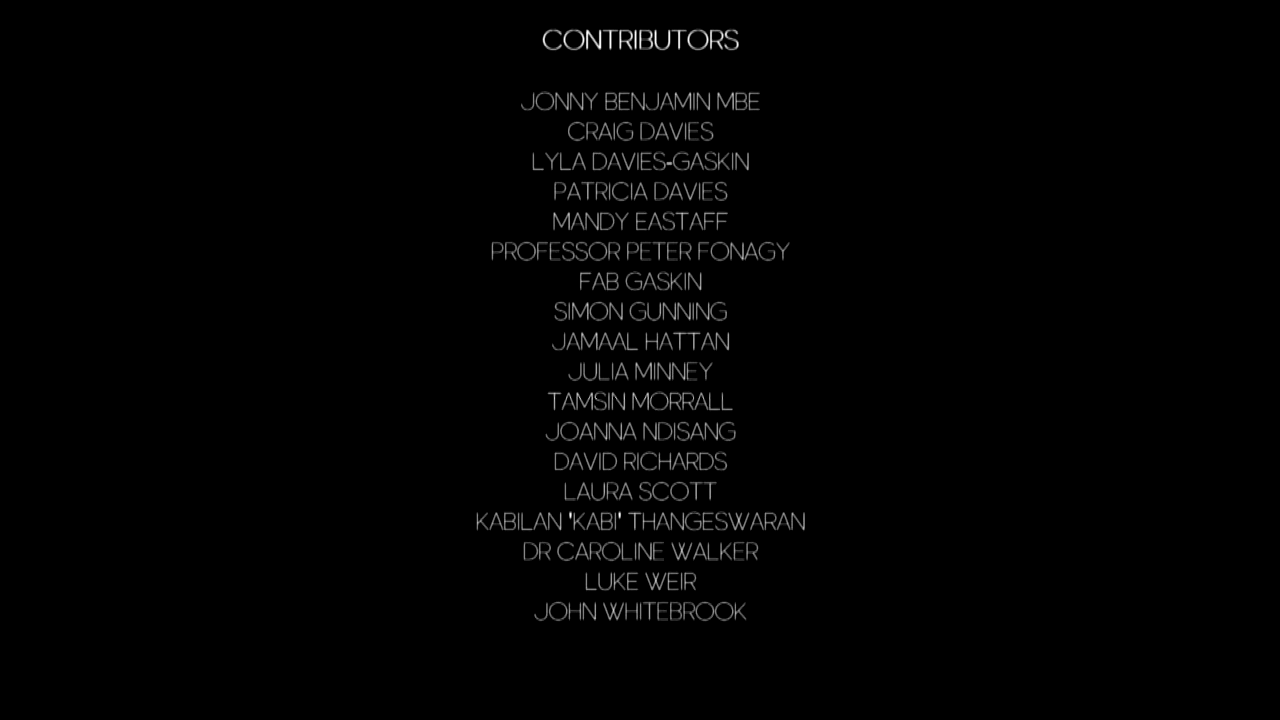 CONTRIBUTORS
JONNY BENJAMIN MBE
CRAIG DAVIES
LYLA DAVIES-GASKIN
PATRICIA DAVIES
MANDY EASTAFF
PROFESSOR PETER FONAGY
FAB GASKIN
SIMON GUNNING
JAMAAL HATTAN
JULIA MINNEY
TAMSIN MORRALL
JOANNA NDISANG
DAVID RICHARDS
LAURA SCOTT
KABILAN 'KABI' THANGESWARAN
DR CAROLINE WALKER
LUKE WEIR
JOHN WHITEBROOK